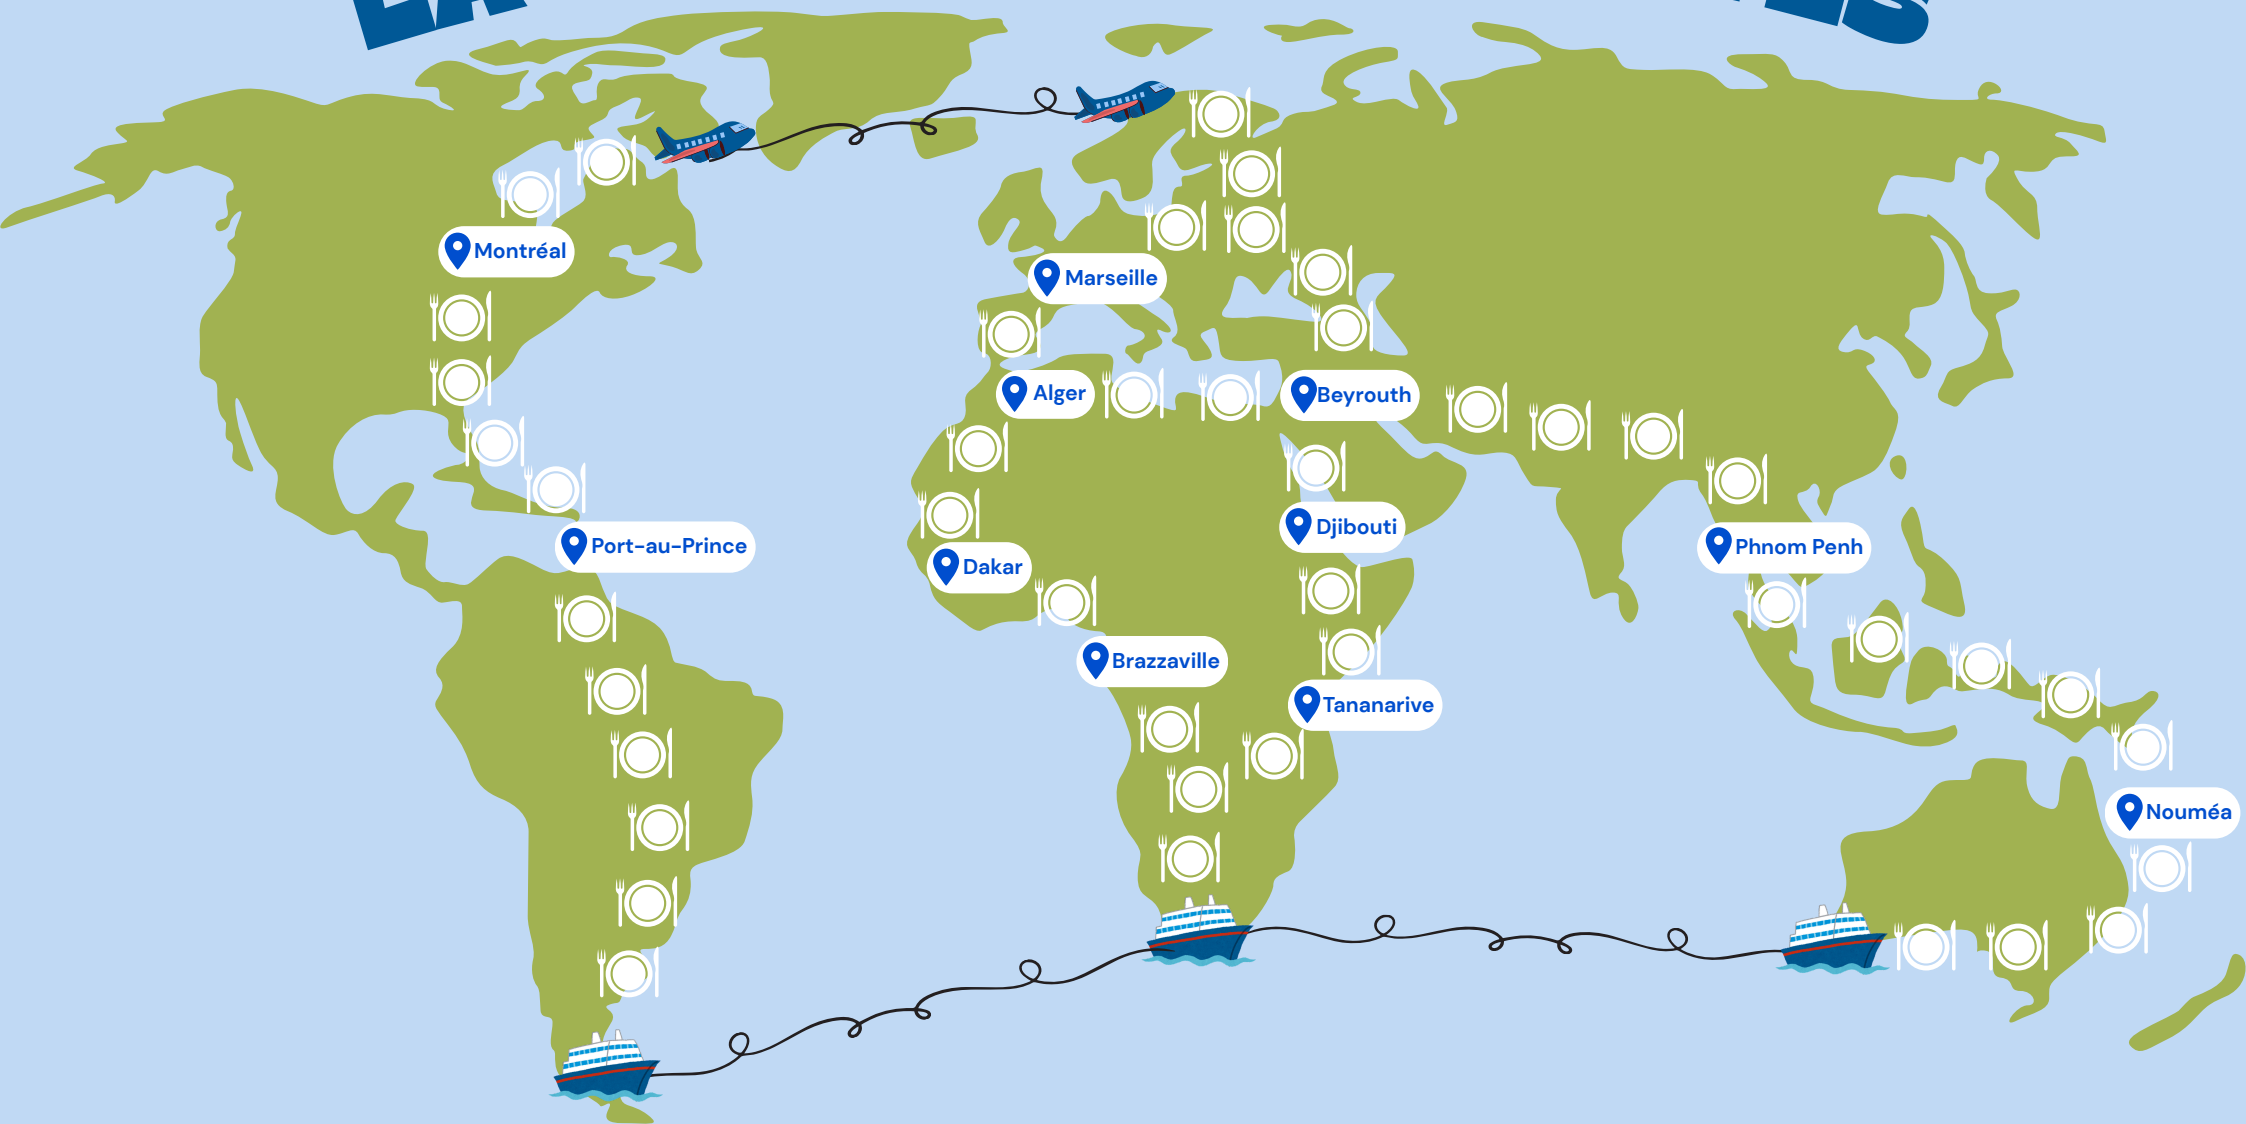 Montréal
Marseille
Alger
Beyrouth
Djibouti
Port-au-Prince
Dakar
Phnom Penh
Brazzaville
Tananarive
Nouméa